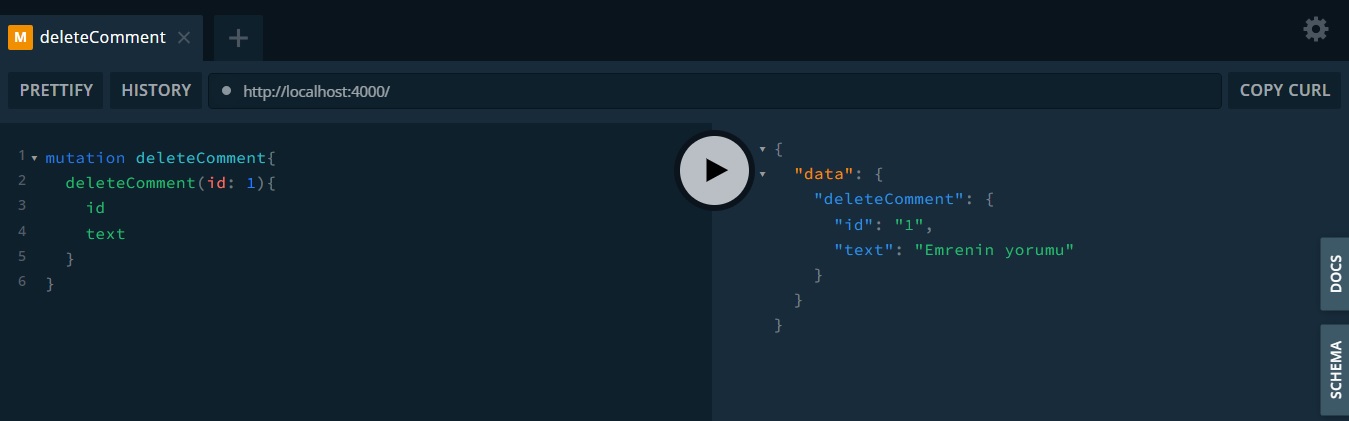 M deleteComment ✕ +
PRETTIFY HISTORY http://localhost:4000/ COPY CURL
1 mutation deleteComment{
2 deleteComment(id: 1){
3 id
4 text
5 }
6 }
{
"data": {
"deleteComment": {
"id": "1",
"text": "Emrenin yorumu"
}
}
}
DOCS
SCHEMA